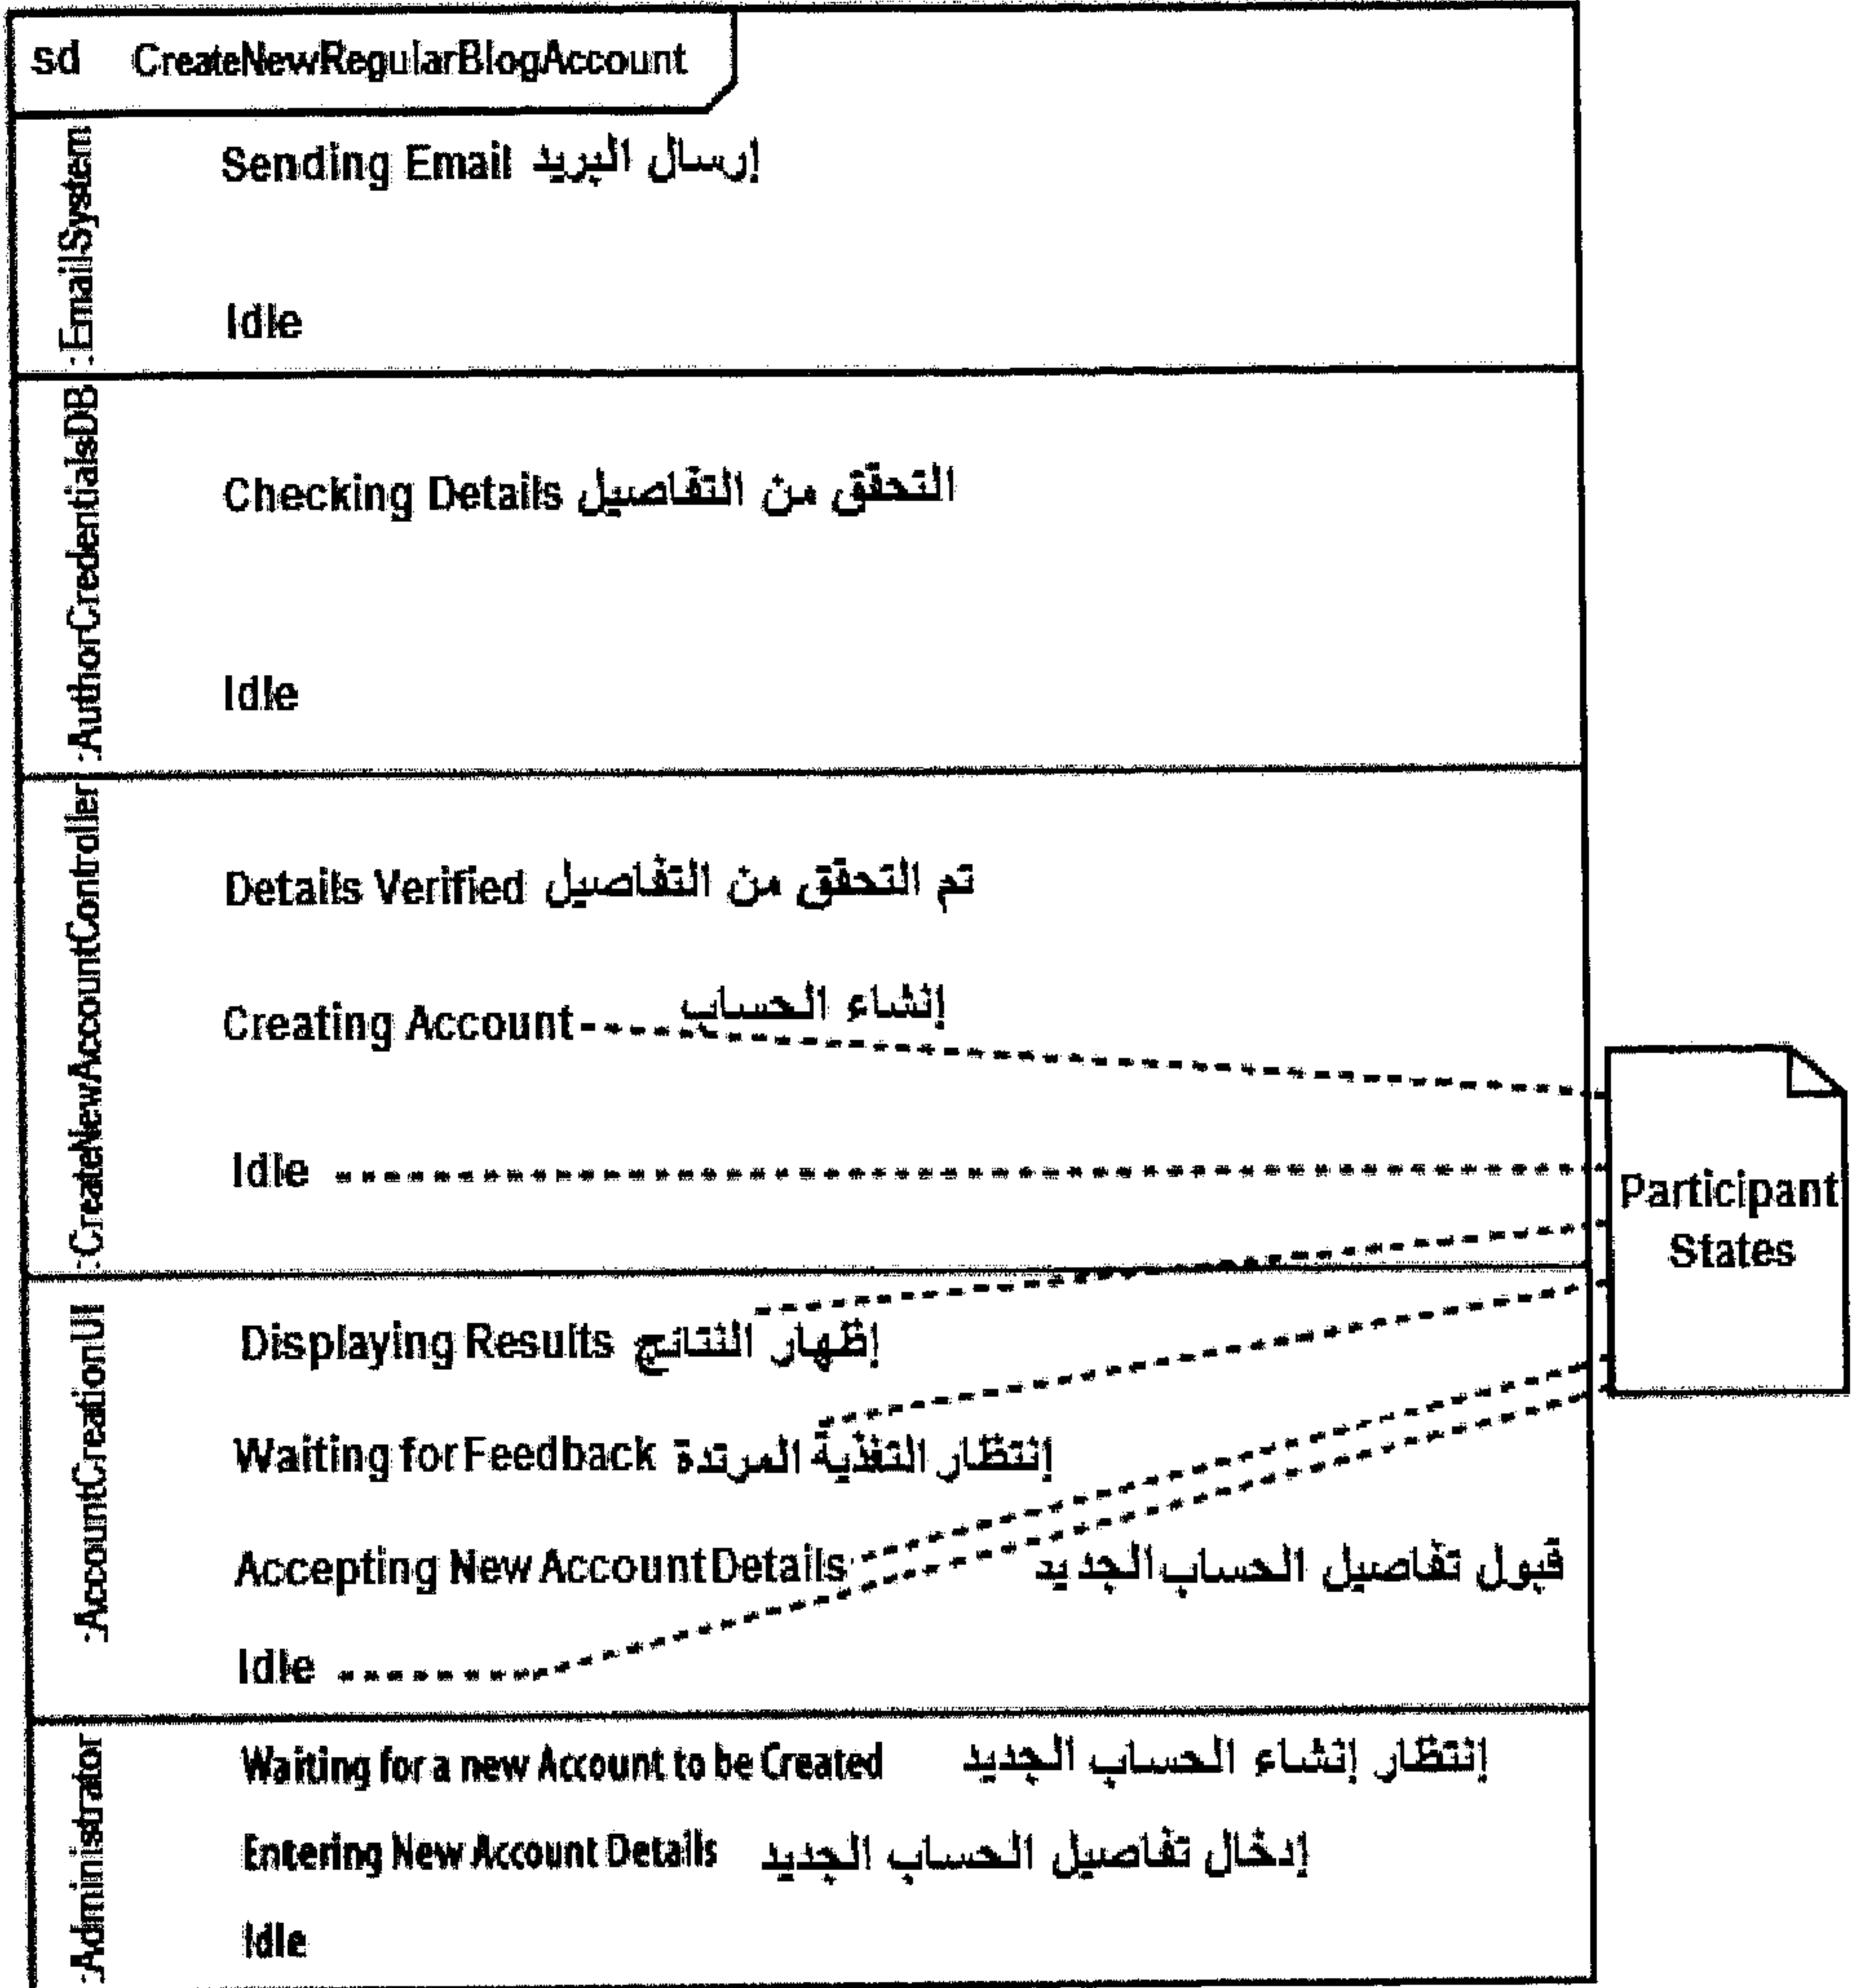 sd CreateNewRegularBlogAccount
:EmailSystem
Sending Email إرسال البريد
Idle
:AuthorCredentialsDB
Checking Details التحقق من التفاصيل
Idle
:CreateNewAccountController
Details Verified تم التحقق من التفاصيل
Creating Account إنشاء الحساب
Idle
Participant
States
:AccountCreationUI
Displaying Results إظهار النتائج
Waiting for Feedback إنتظار التغذية المرتدة
Accepting New Account Details قبول تفاصيل الحساب الجديد
Idle
:Administrator
Waiting for a new Account to be Created إنتظار إنشاء الحساب الجديد
Entering New Account Details إدخال تفاصيل الحساب الجديد
Idle